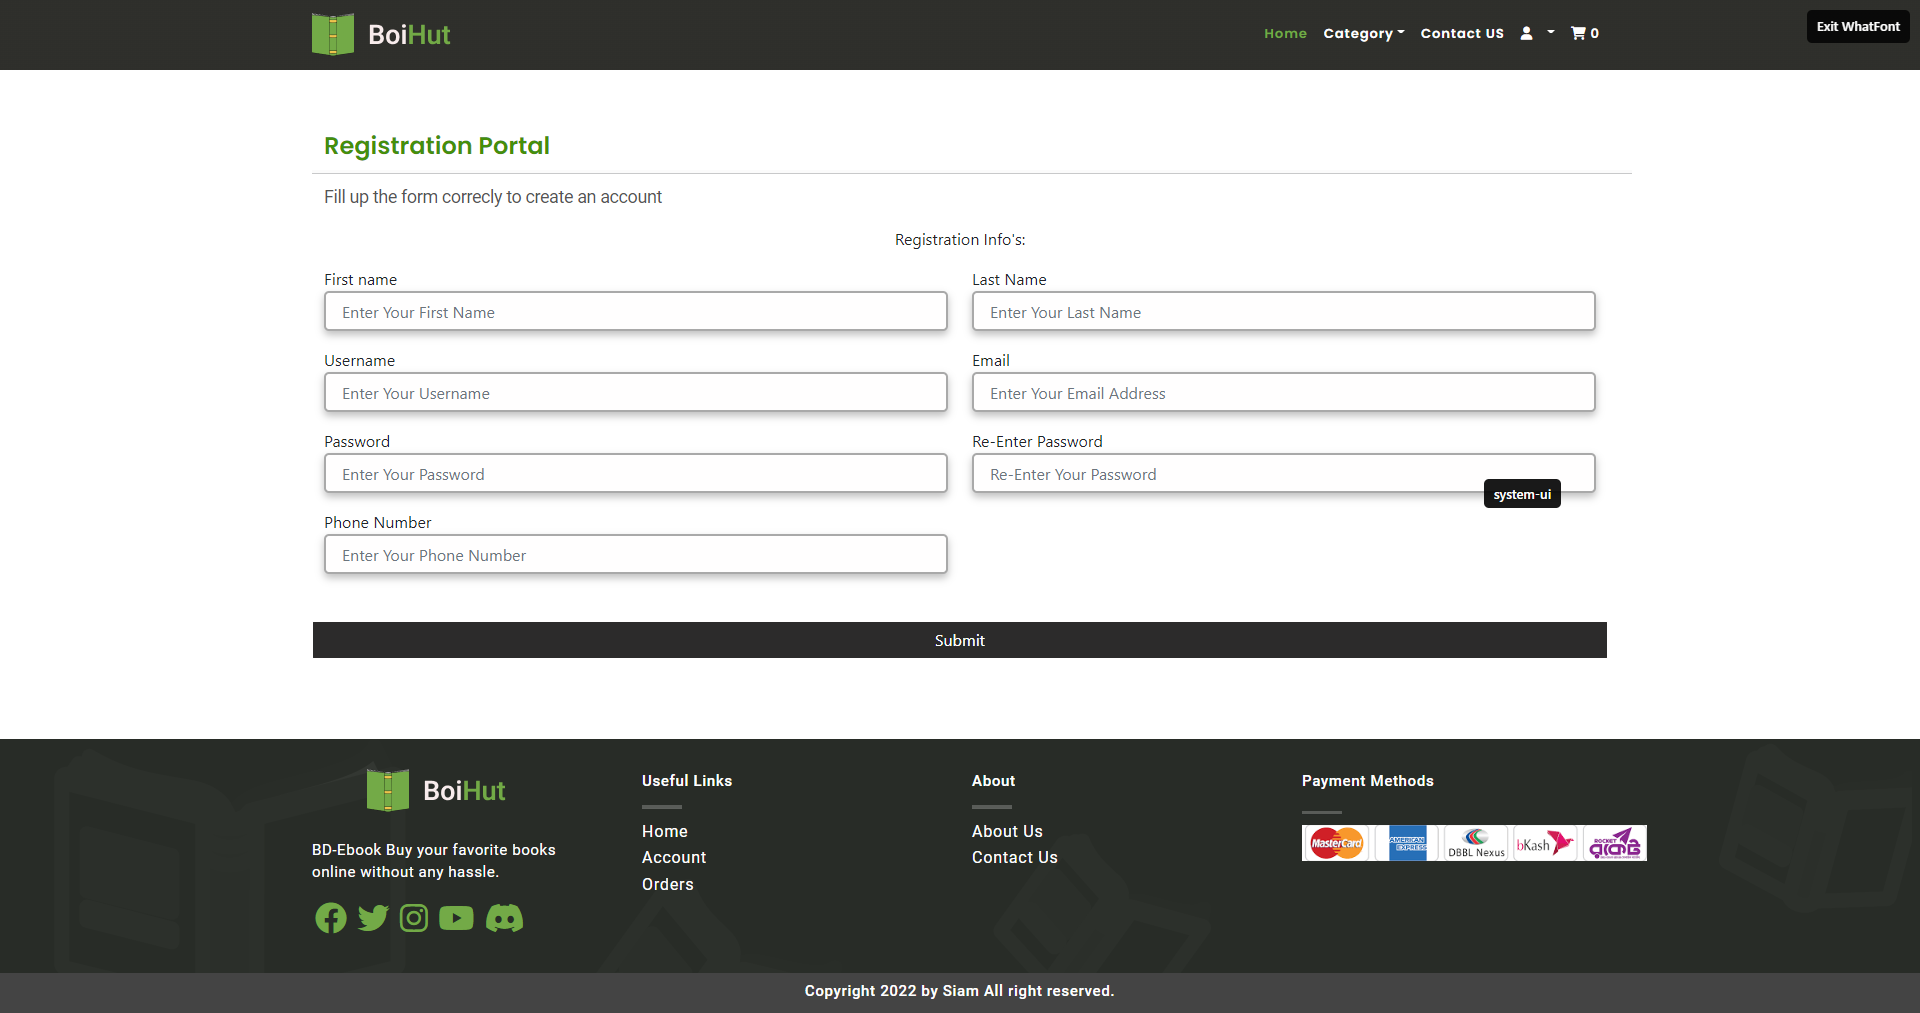 BoiHut
Home Category Contact US 0
Exit WhatFont
Registration Portal
Fill up the form correcly to create an account
Registration Info's:
First name
Last Name
Enter Your First Name
Enter Your Last Name
Username
Email
Enter Your Username
Enter Your Email Address
Password
Re-Enter Password
Enter Your Password
Re-Enter Your Password
system-ui
Phone Number
Enter Your Phone Number
Submit
BoiHut
BD-Ebook Buy your favorite books
online without any hassle.
Useful Links
Home
Account
Orders
About
About Us
Contact Us
Payment Methods
MasterCard
AMERICAN
EXPRESS
DBBL Nexus
bKash
ROCKET
রকেট
Copyright 2022 by Siam All right reserved.